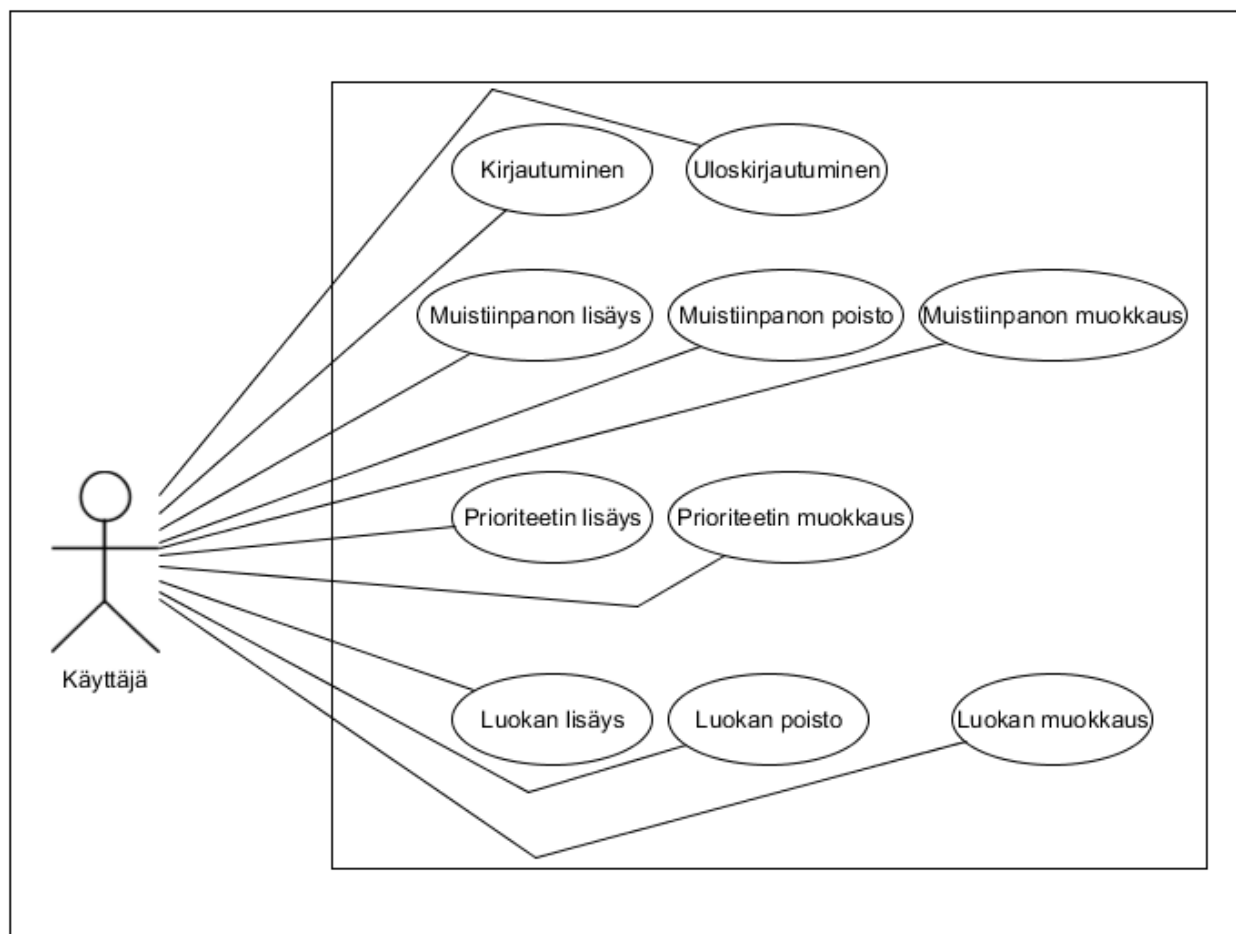 Kirjautuminen
Uloskirjautuminen
Muistiinpanon lisäys
Muistiinpanon poisto
Muistiinpanon muokkaus
Prioriteetin lisäys
Prioriteetin muokkaus
Käyttäjä
Luokan lisäys
Luokan poisto
Luokan muokkaus